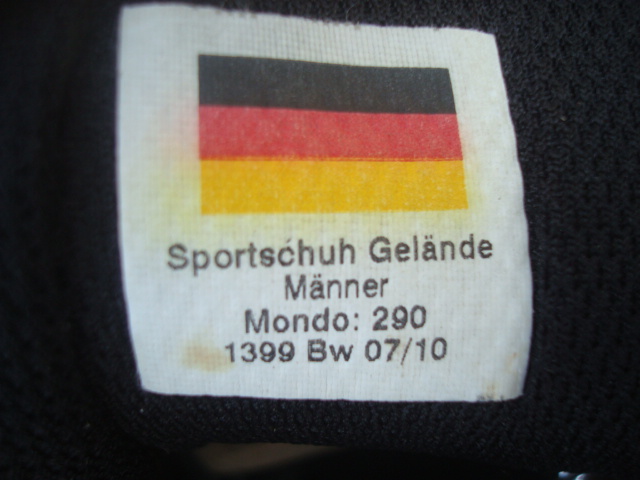 Sportschuh Gelände
Männer
Mondo: 290
1399 Bw 07/10